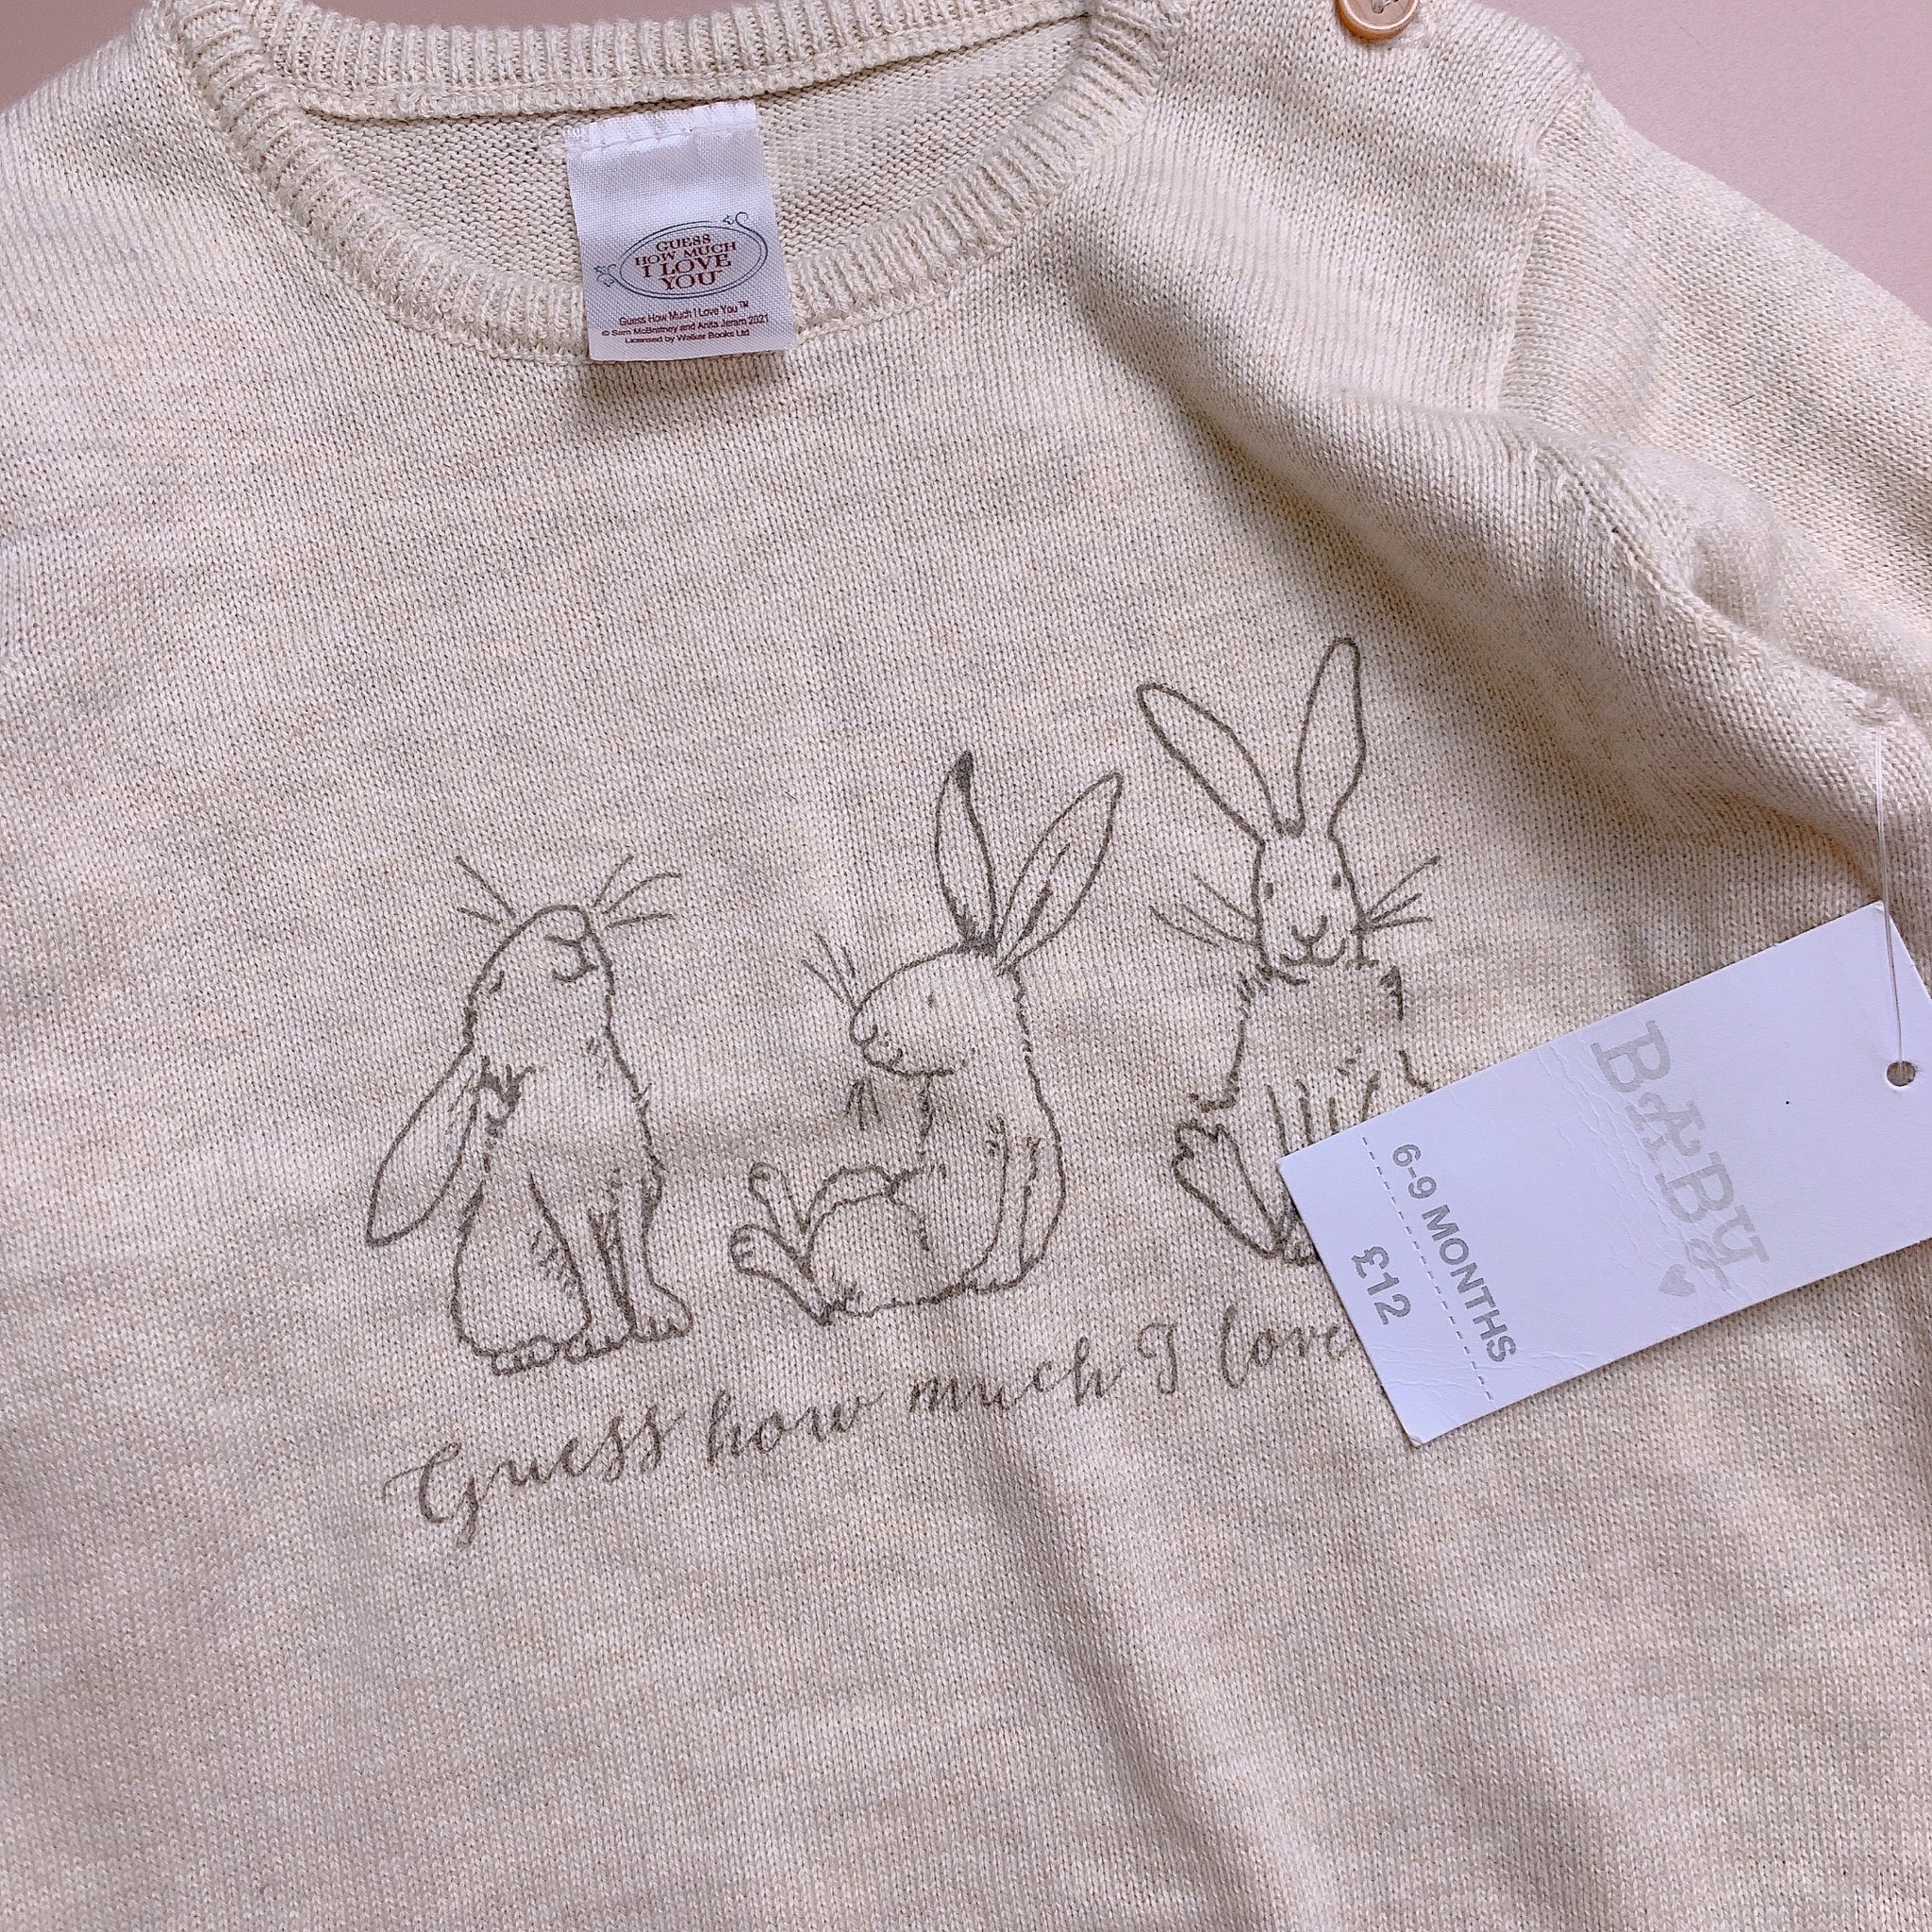 GUESS
HOW MUCH
I LOVE
YOU
Guess How Much I Love You™
© Sam McBratney and Anita Jeram 2021
Licensed by Walker Books Ltd
Guess how much I love
BABY
6-9 MONTHS
£12